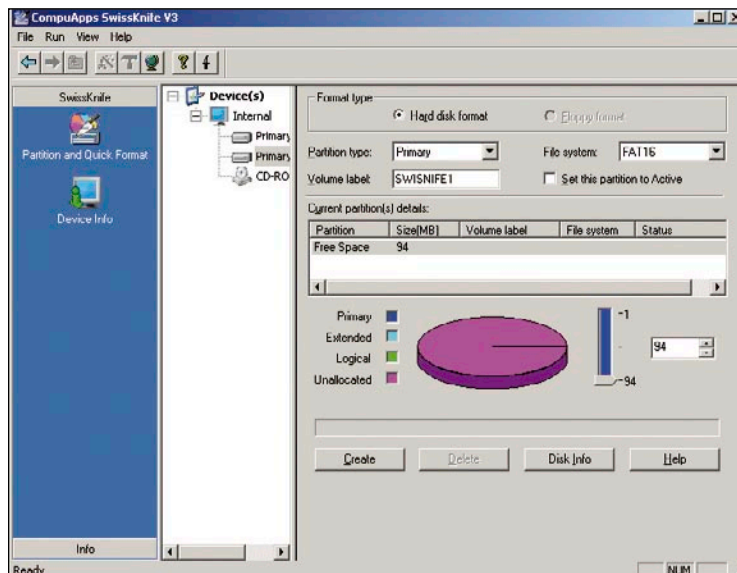 CompuApps SwissKnife V3
File Run View Help
SwissKnife
Partition and Quick Format
Device Info
Info
Device(s)
Internal
Primary
Primary
CD-RO
Format type
Hard disk format
Floppy format
Partition type: Primary
File system: FAT16
Volume label: SWISNIFE1
Set this partition to Active
Current partition(s) details:
Partition Size(MB) Volume label File system Status
Free Space 94
Primary
Extended
Logical
Unallocated
-1
-94
94
Create Delete Disk Info Help
Ready NUM